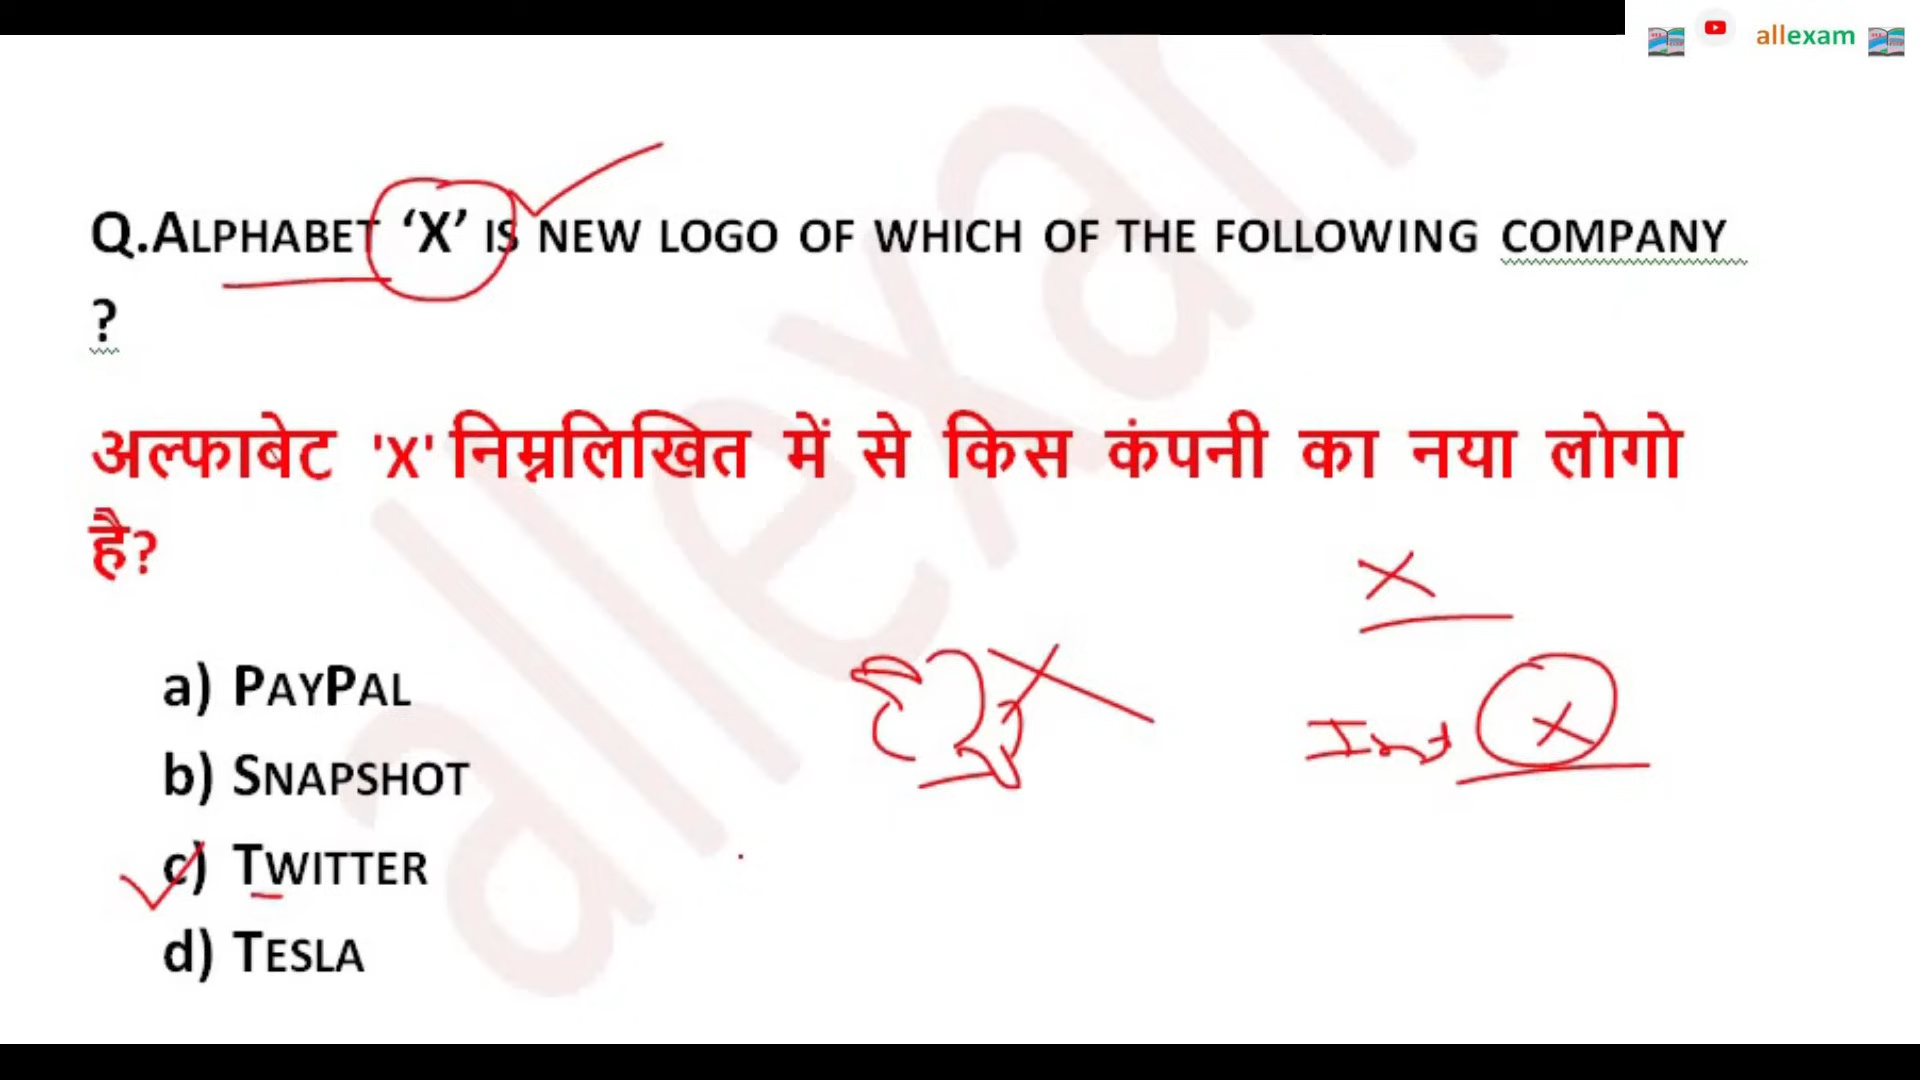 allexam
Q.ALPHABET ‘X’ IS NEW LOGO OF WHICH OF THE FOLLOWING COMPANY
?
अल्फाबेट 'X' निम्नलिखित में से किस कंपनी का नया लोगो
है?
X
a) PAYPAL
X
b) SNAPSHOT
c) TWITTER
d) TESLA
allexam